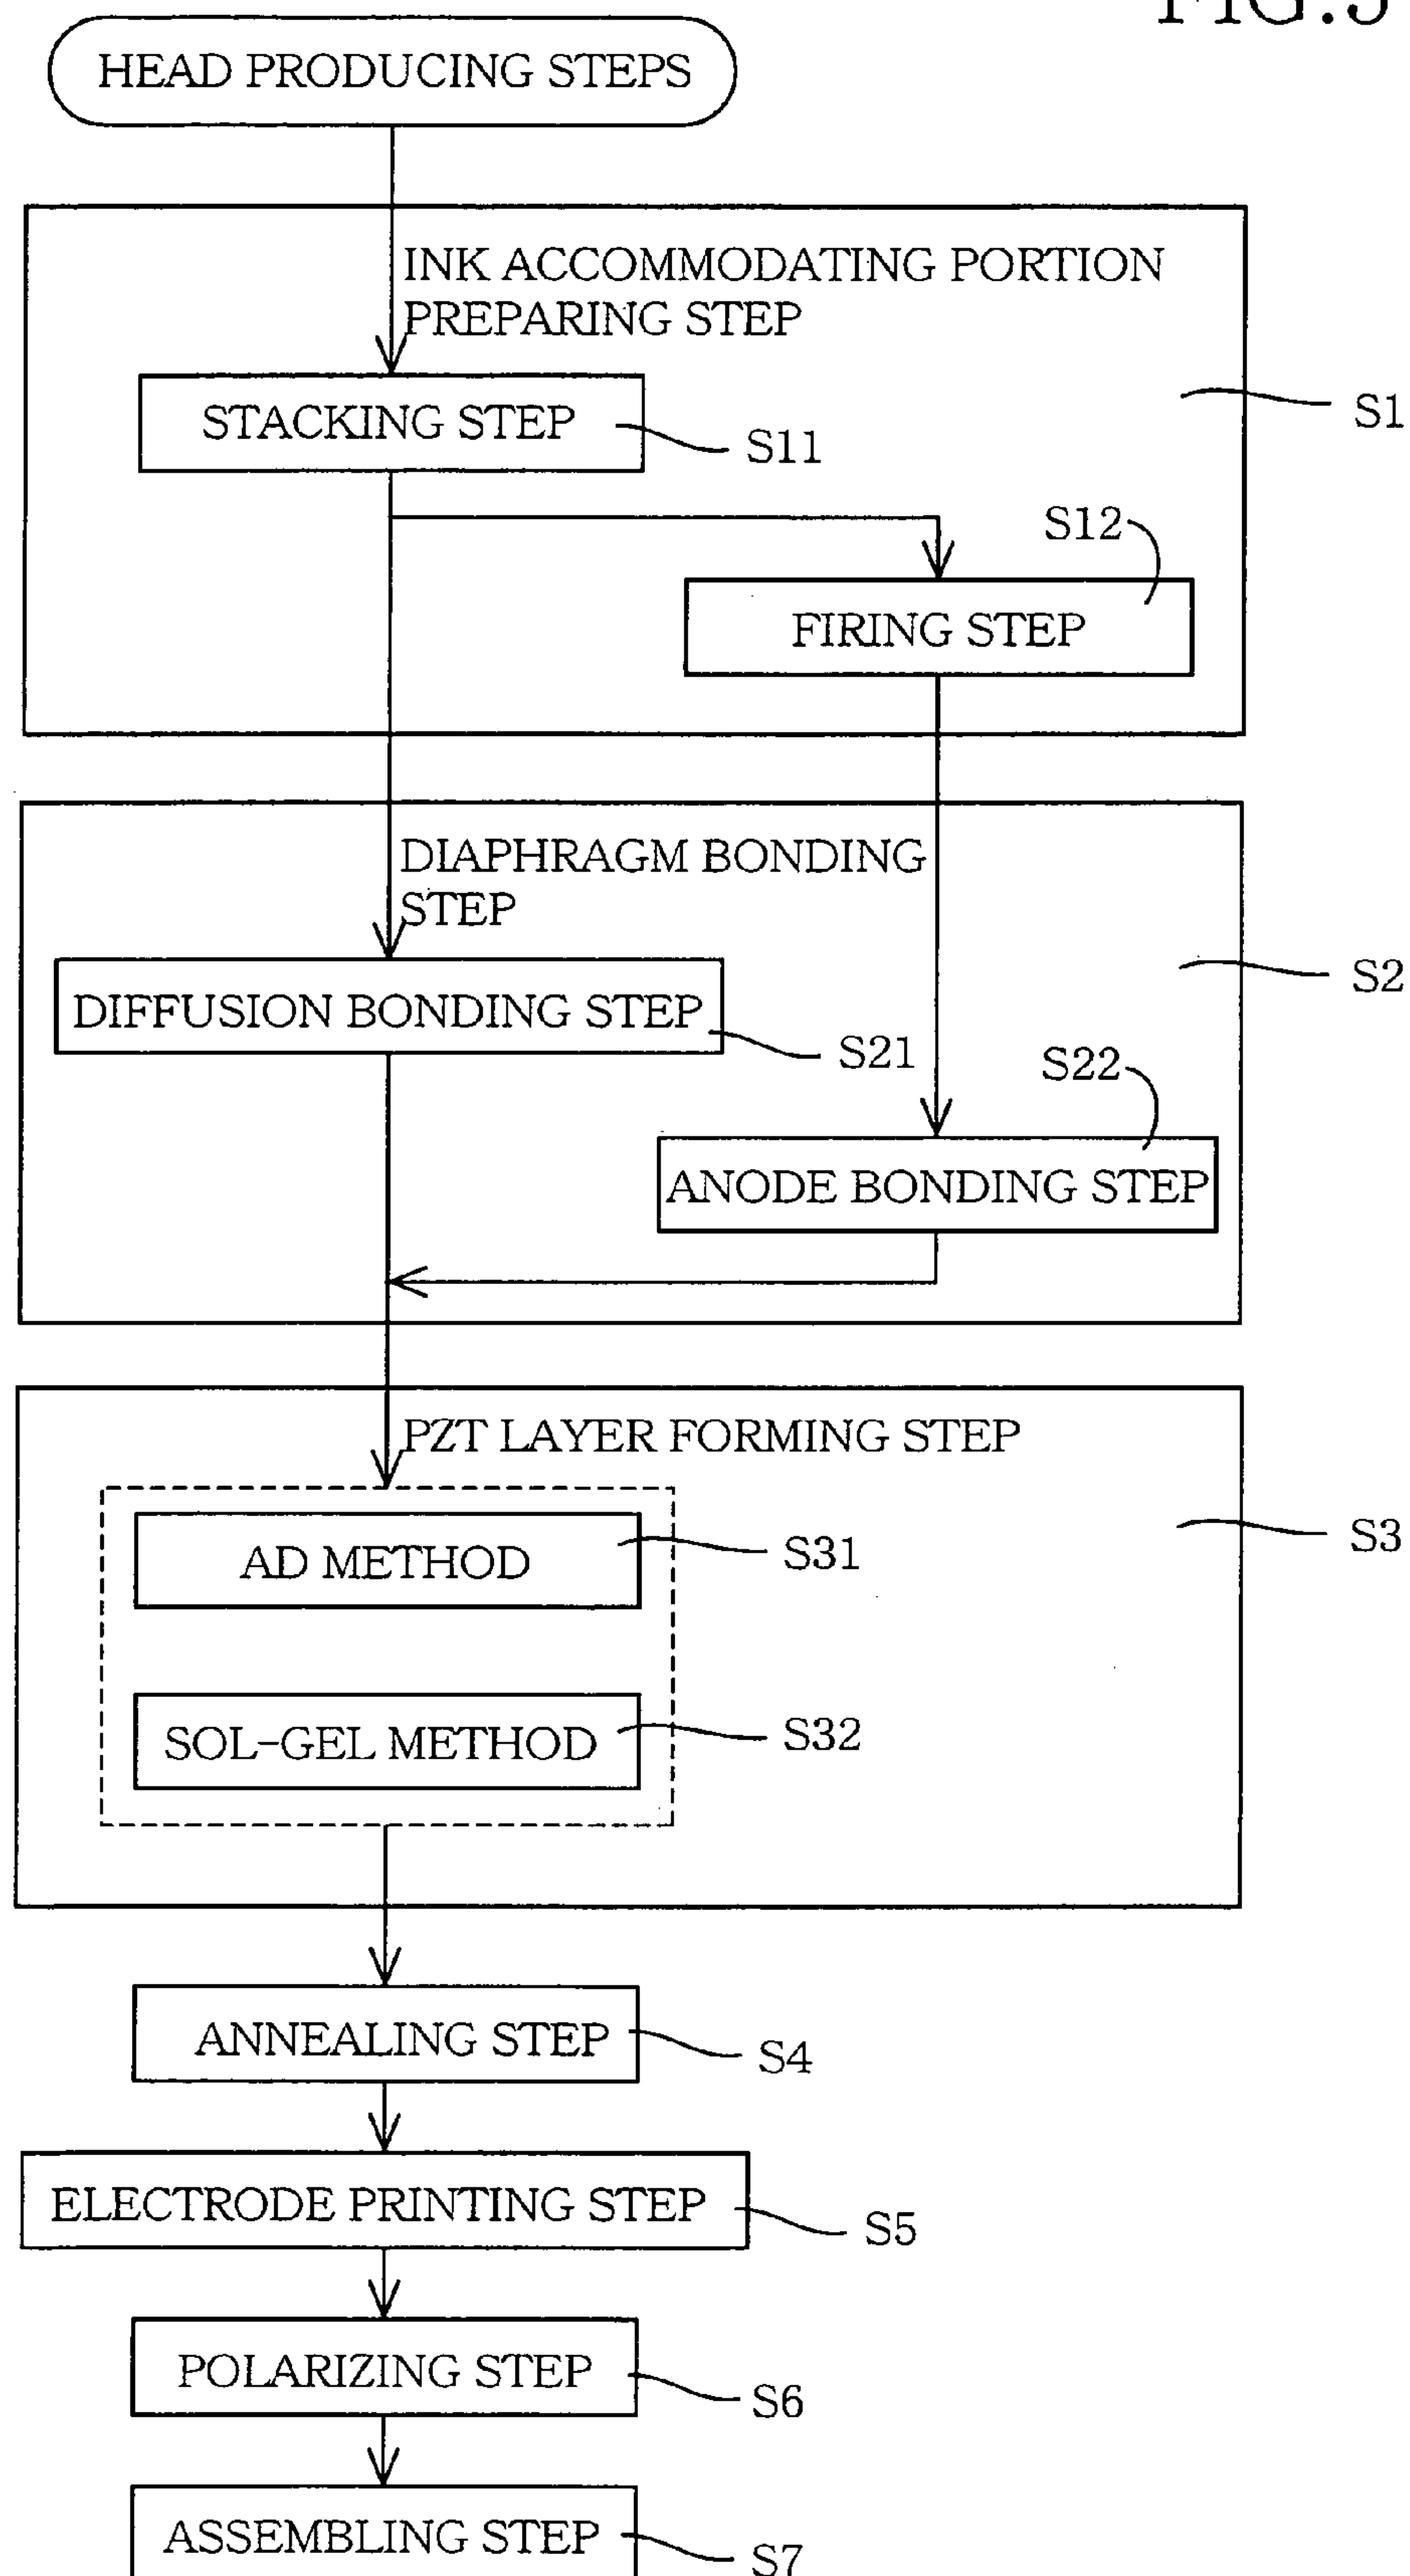 FIG.5
HEAD PRODUCING STEPS
INK ACCOMMODATING PORTION
PREPARING STEP
S1
STACKING STEP
S11
S12
FIRING STEP
DIAPHRAGM BONDING
STEP
S2
DIFFUSION BONDING STEP
S21
S22
ANODE BONDING STEP
PZT LAYER FORMING STEP
S3
AD METHOD
S31
SOL-GEL METHOD
S32
ANNEALING STEP
S4
ELECTRODE PRINTING STEP
S5
POLARIZING STEP
S6
ASSEMBLING STEP
S7